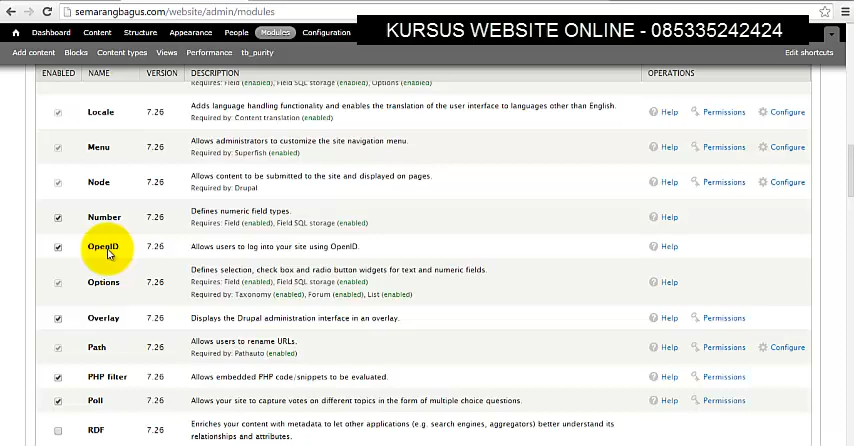 semarangbagus.com/website/admin/modules
KURSUS WEBSITE ONLINE - 085335242424
Dashboard Content Structure Appearance People Modules Configuration
Add content Blocks Content types Views Performance tb_purity Edit shortcuts
ENABLED NAME VERSION DESCRIPTION OPERATIONS
Requires: Field (enabled), Field SQL storage (enabled), Options (enabled)
Locale 7.26 Adds language handling functionality and enables the translation of the user interface to languages other than English. Help Permissions Configure
Required by: Content translation (enabled)
Menu 7.26 Allows administrators to customize the site navigation menu. Help Permissions Configure
Required by: Superfish (enabled)
Node 7.26 Allows content to be submitted to the site and displayed on pages. Help Permissions Configure
Required by: Drupal
Number 7.26 Defines numeric field types. Help
Requires: Field (enabled), Field SQL storage (enabled)
OpenID 7.26 Allows users to log into your site using OpenID. Help
Options 7.26 Defines selection, check box and radio button widgets for text and numeric fields. Help
Requires: Field (enabled), Field SQL storage (enabled)
Required by: Taxonomy (enabled), Forum (enabled), List (enabled)
Overlay 7.26 Displays the Drupal administration interface in an overlay. Help Permissions
Path 7.26 Allows users to rename URLs. Help Permissions Configure
Required by: Pathauto (enabled)
PHP filter 7.26 Allows embedded PHP code/snippets to be evaluated. Help Permissions
Poll 7.26 Allows your site to capture votes on different topics in the form of multiple choice questions. Help Permissions
RDF 7.26 Enriches your content with metadata to let other applications (e.g. search engines, aggregators) better understand its Help
relationships and attributes.